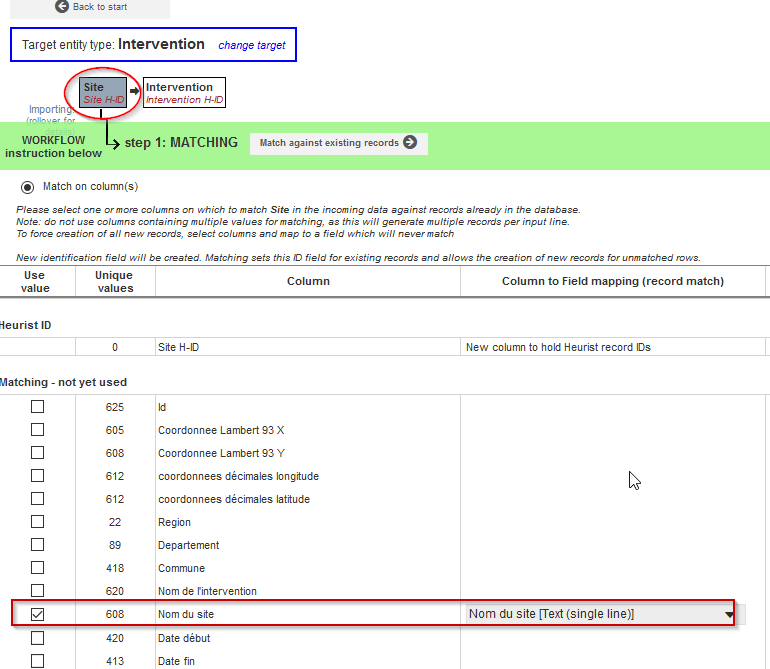 Back to start
Target entity type: Intervention change target
Site
Site H-ID
Intervention
Intervention H-ID
Importing:
(rollover for
details)
WORKFLOW
instruction below
step 1: MATCHING
Match against existing records
Match on column(s)
Please select one or more columns on which to match Site in the incoming data against records already in the database.
Note: do not use columns containing multiple values for matching, as this will generate multiple records per input line.
To force creation of all new records, select columns and map to a field which will never match
New identification field will be created. Matching sets this ID field for existing records and allows the creation of new records for unmatched rows.
Use value Unique values Column Column to Field mapping (record match)
Heurist ID
0 Site H-ID New column to hold Heurist record IDs
Matching - not yet used
625 Id
605 Coordonnee Lambert 93 X
608 Coordonnee Lambert 93 Y
612 coordonnees décimales longitude
612 coordonnees décimales latitude
22 Region
89 Departement
418 Commune
620 Nom de l'intervention
608 Nom du site Nom du site [Text (single line)]
420 Date début
413 Date fin